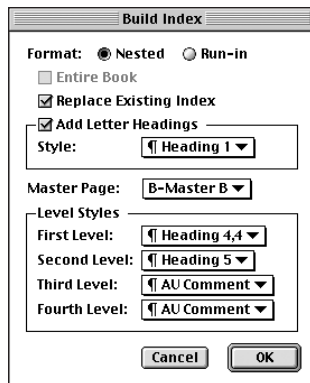 Build Index
Format: Nested Run-in
Entire Book
Replace Existing Index
Add Letter Headings
Style: ¶ Heading 1
Master Page: B-Master B
Level Styles
First Level: ¶ Heading 4,4
Second Level: ¶ Heading 5
Third Level: ¶ AU Comment
Fourth Level: ¶ AU Comment
Cancel OK